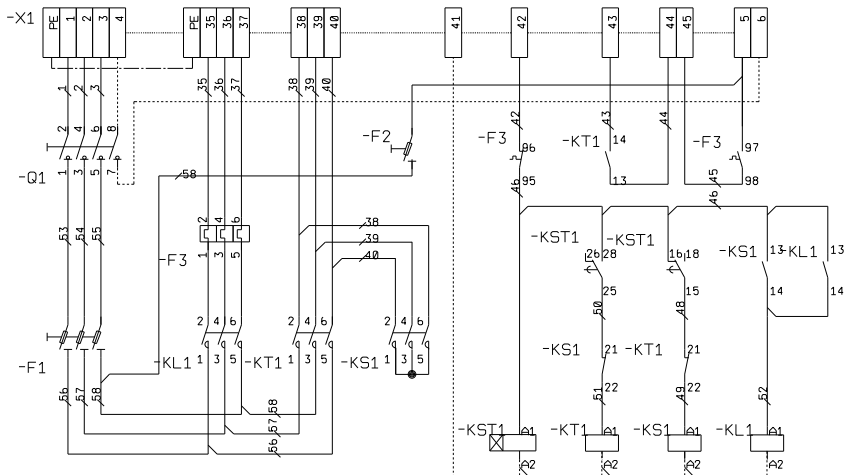 -X1 PE 1 2 3 4 PE 35 36 37 38 39 40 41 42 43 44 45 5 6
1 2 3 35 36 37 38 39 40
42 43 44
-Q1 2 4 6 8
1 3 5 7
-F2
-F3 96 95
-KT1 14 13
-F3 97 98
58
46 45
46
53 54 55
-F3 2 4 6
1 3 5
38
39
40
-KST1 26 28 25
-KST1 16 18 15
-KS1 13 14
-KL1 13 14
50 48
-F1
-KL1 2 4 6
1 3 5
-KT1 2 4 6
1 3 5
-KS1 2 4 6
1 3 5
-KS1 21 22
-KT1 21 22
56 57 58
58
57
56
51 49 52
-KST1 A1 A2
-KT1 A1 A2
-KS1 A1 A2
-KL1 A1 A2